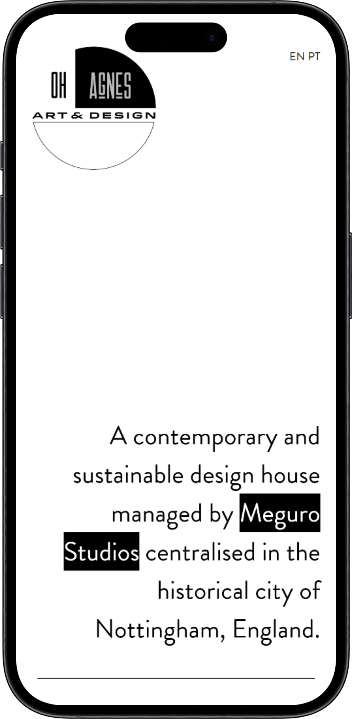 OH AGNES
ART & DESIGN
EN PT
A contemporary and
sustainable design house
managed by Meguro
Studios centralised in the
historical city of
Nottingham, England.